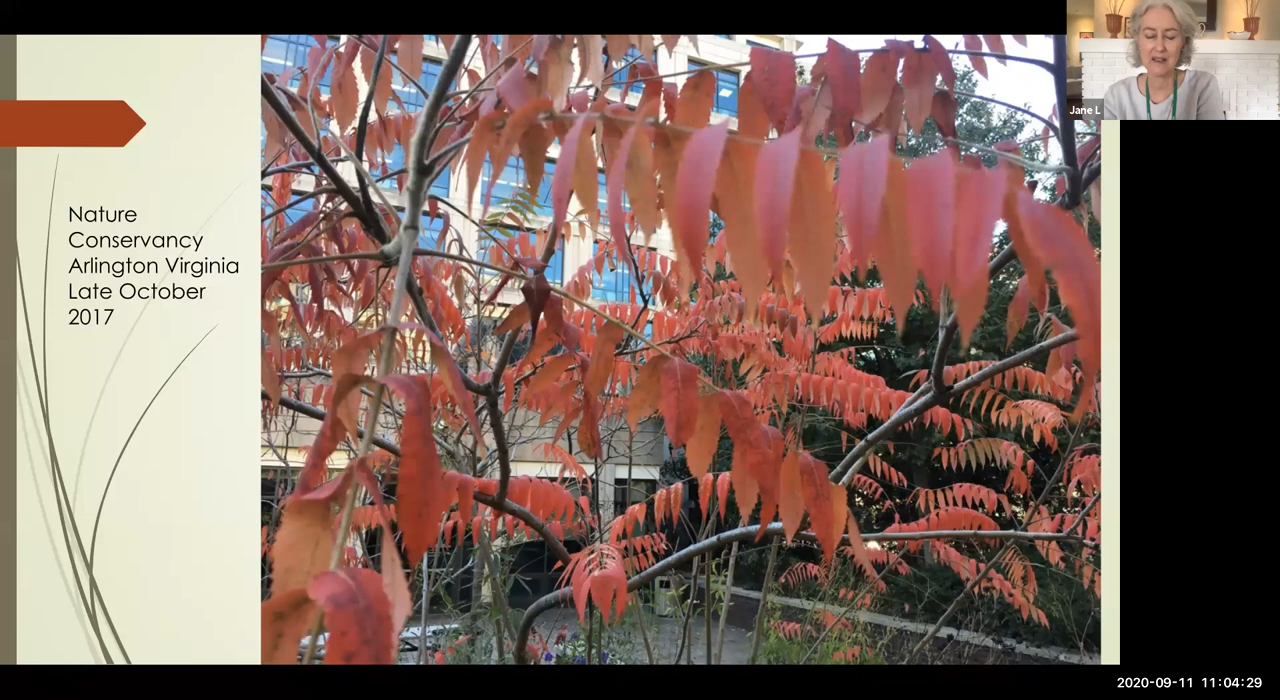 Jane L
Nature
Conservancy
Arlington Virginia
Late October
2017
2020-09-11 11:04:29